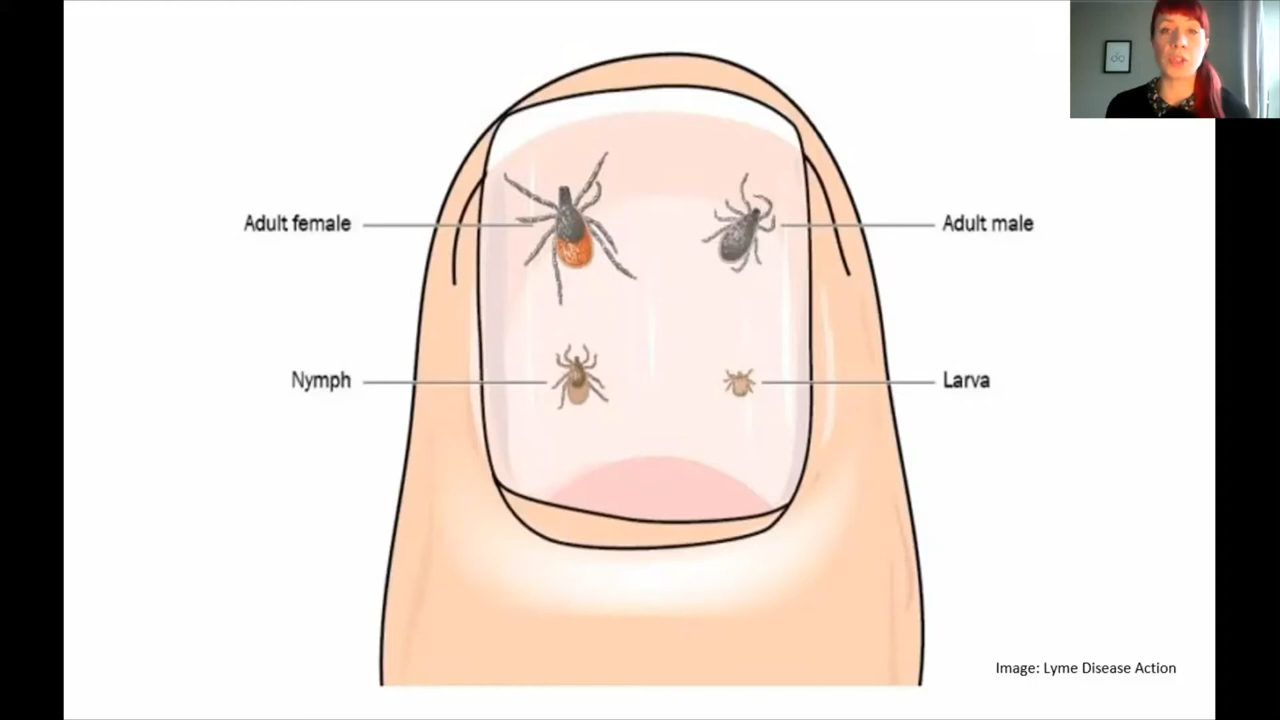 Adult female
Adult male
Nymph
Larva
Image: Lyme Disease Action